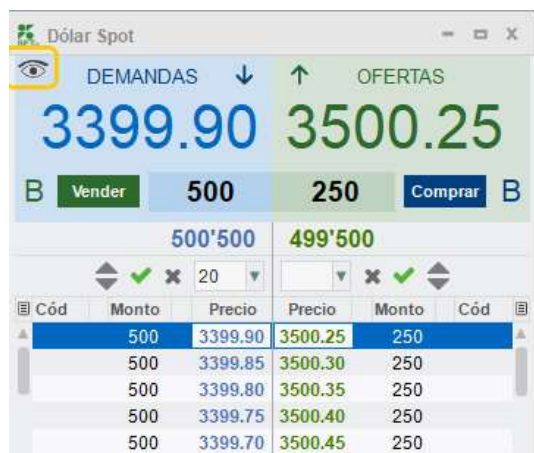 Dólar Spot
DEMANDAS ↓ ↑ OFERTAS
3399.90 3500.25
B Vender 500 250 Comprar B
500'500 499'500
20
Cód Monto Precio Precio Monto Cód
500 3399.90 3500.25 250
500 3399.85 3500.30 250
500 3399.80 3500.35 250
500 3399.75 3500.40 250
500 3399.70 3500.45 250